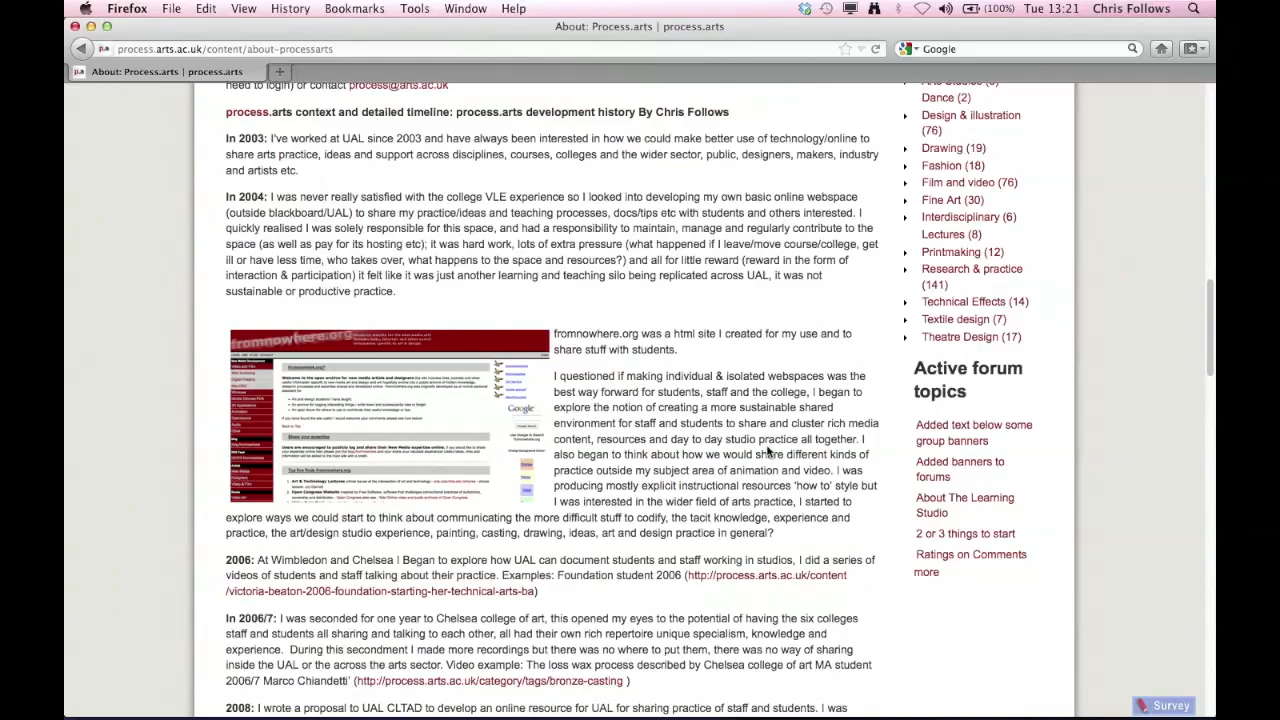 Firefox File Edit View History Bookmarks Tools Window Help (100%) Tue 13:21 Chris Follows
About: Process.arts | process.arts
process.arts.ac.uk/content/about-processarts Google
About: Process.arts | process.arts
need to login) or contact process@arts.ac.uk
process.arts context and detailed timeline: process.arts development history By Chris Follows
In 2003: I've worked at UAL since 2003 and have always been interested in how we could make better use of technology/online to
share arts practice, ideas and support across disciplines, courses, colleges and the wider sector, public, designers, makers, industry
and artists etc.
In 2004: I was never really satisfied with the college VLE experience so I looked into developing my own basic online webspace
(outside blackboard/UAL) to share my practice/ideas and teaching processes, docs/tips etc with students and others interested. I
quickly realised I was solely responsible for this space, and had a responsibility to maintain, manage and regularly contribute to the
space (as well as pay for its hosting etc); it was hard work, lots of extra pressure (what happened if I leave/move course/college, get
ill or have less time, who takes over, what happens to the space and resources?) and all for little reward (reward in the form of
interaction & participation) it felt like it was just another learning and teaching silo being replicated across UAL, it was not
sustainable or productive practice.
fromnowhere.org
fromnowhere.org was a html site I created for my use and to
share stuff with students.
I questioned if making individual & isolated webspaces was the
best way forward for students, staff and the college, I began to
explore the notion of creating a more sustainable shared
environment for staff and students to share and cluster rich media
content, resources and day to day studio practice all together. I
also began to think about how we would share different kinds of
practice outside my subject area of animation and video. I was
producing mostly explicit instructional resources 'how to' style but
I was interested in the wider field of arts practice, I started to
explore ways we could start to think about communicating the more difficult stuff to codify, the tacit knowledge, experience and
practice, the art/design studio experience, painting, casting, drawing, ideas, art and design practice in general?
2006: At Wimbledon and Chelsea I Began to explore how UAL can document students and staff working in studios, I did a series of
videos of students and staff talking about their practice. Examples: Foundation student 2006 (http://process.arts.ac.uk/content
/victoria-beaton-2006-foundation-starting-her-technical-arts-ba)
In 2006/7: I was seconded for one year to Chelsea college of art, this opened my eyes to the potential of having the six colleges
staff and students all sharing and talking to each other, all had their own rich repertoire unique specialism, knowledge and
experience. During this secondment I made more recordings but there was no where to put them, there was no way of sharing
inside the UAL or the across the arts sector. Video example: The loss wax process described by Chelsea college of art MA student
2006/7 Marco Chiandetti' (http://process.arts.ac.uk/category/tags/bronze-casting )
2008: I wrote a proposal to UAL CLTAD to develop an online resource for UAL for sharing practice of staff and students. I was
Dance (2)
Design & illustration
(76)
Drawing (19)
Fashion (18)
Film and video (76)
Fine Art (30)
Interdisciplinary (6)
Lectures (8)
Printmaking (12)
Research & practice
(141)
Technical Effects (14)
Textile design (7)
Theatre Design (17)
Active forum
topics
Added text below some
group banners
Added banners to
forums
About The Learning
Studio
2 or 3 things to start
Ratings on Documents
more
Survey